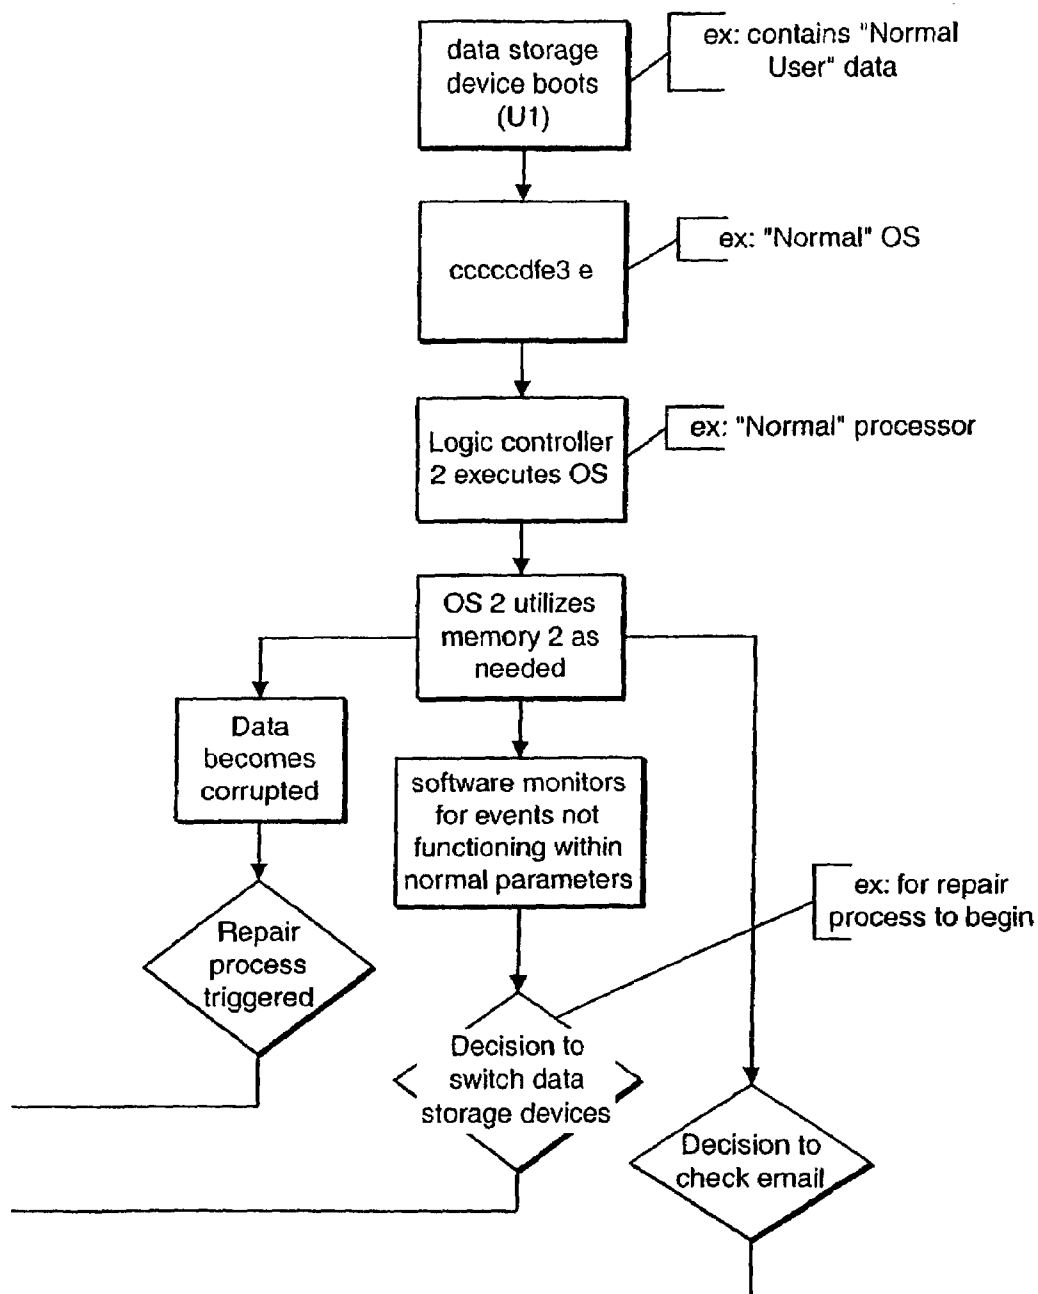 data storage
device boots
(U1)
ex: contains "Normal
User" data
cccccdfe3 e
ex: "Normal" OS
Logic controller
2 executes OS
ex: "Normal" processor
OS 2 utilizes
memory 2 as
needed
Data
becomes
corrupted
software monitors
for events not
functioning within
normal parameters
ex: for repair
process to begin
Repair
process
triggered
Decision to
switch data
storage devices
Decision to
check email